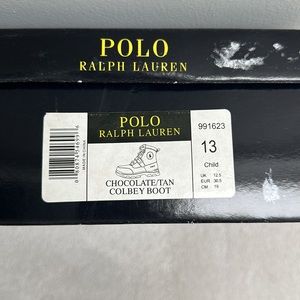 POLO
RALPH LAUREN
POLO
RALPH LAUREN
991623
13
Child
CHOCOLATE/TAN
COLBEY BOOT
UK 12.5
EUR 30.5
CM 19